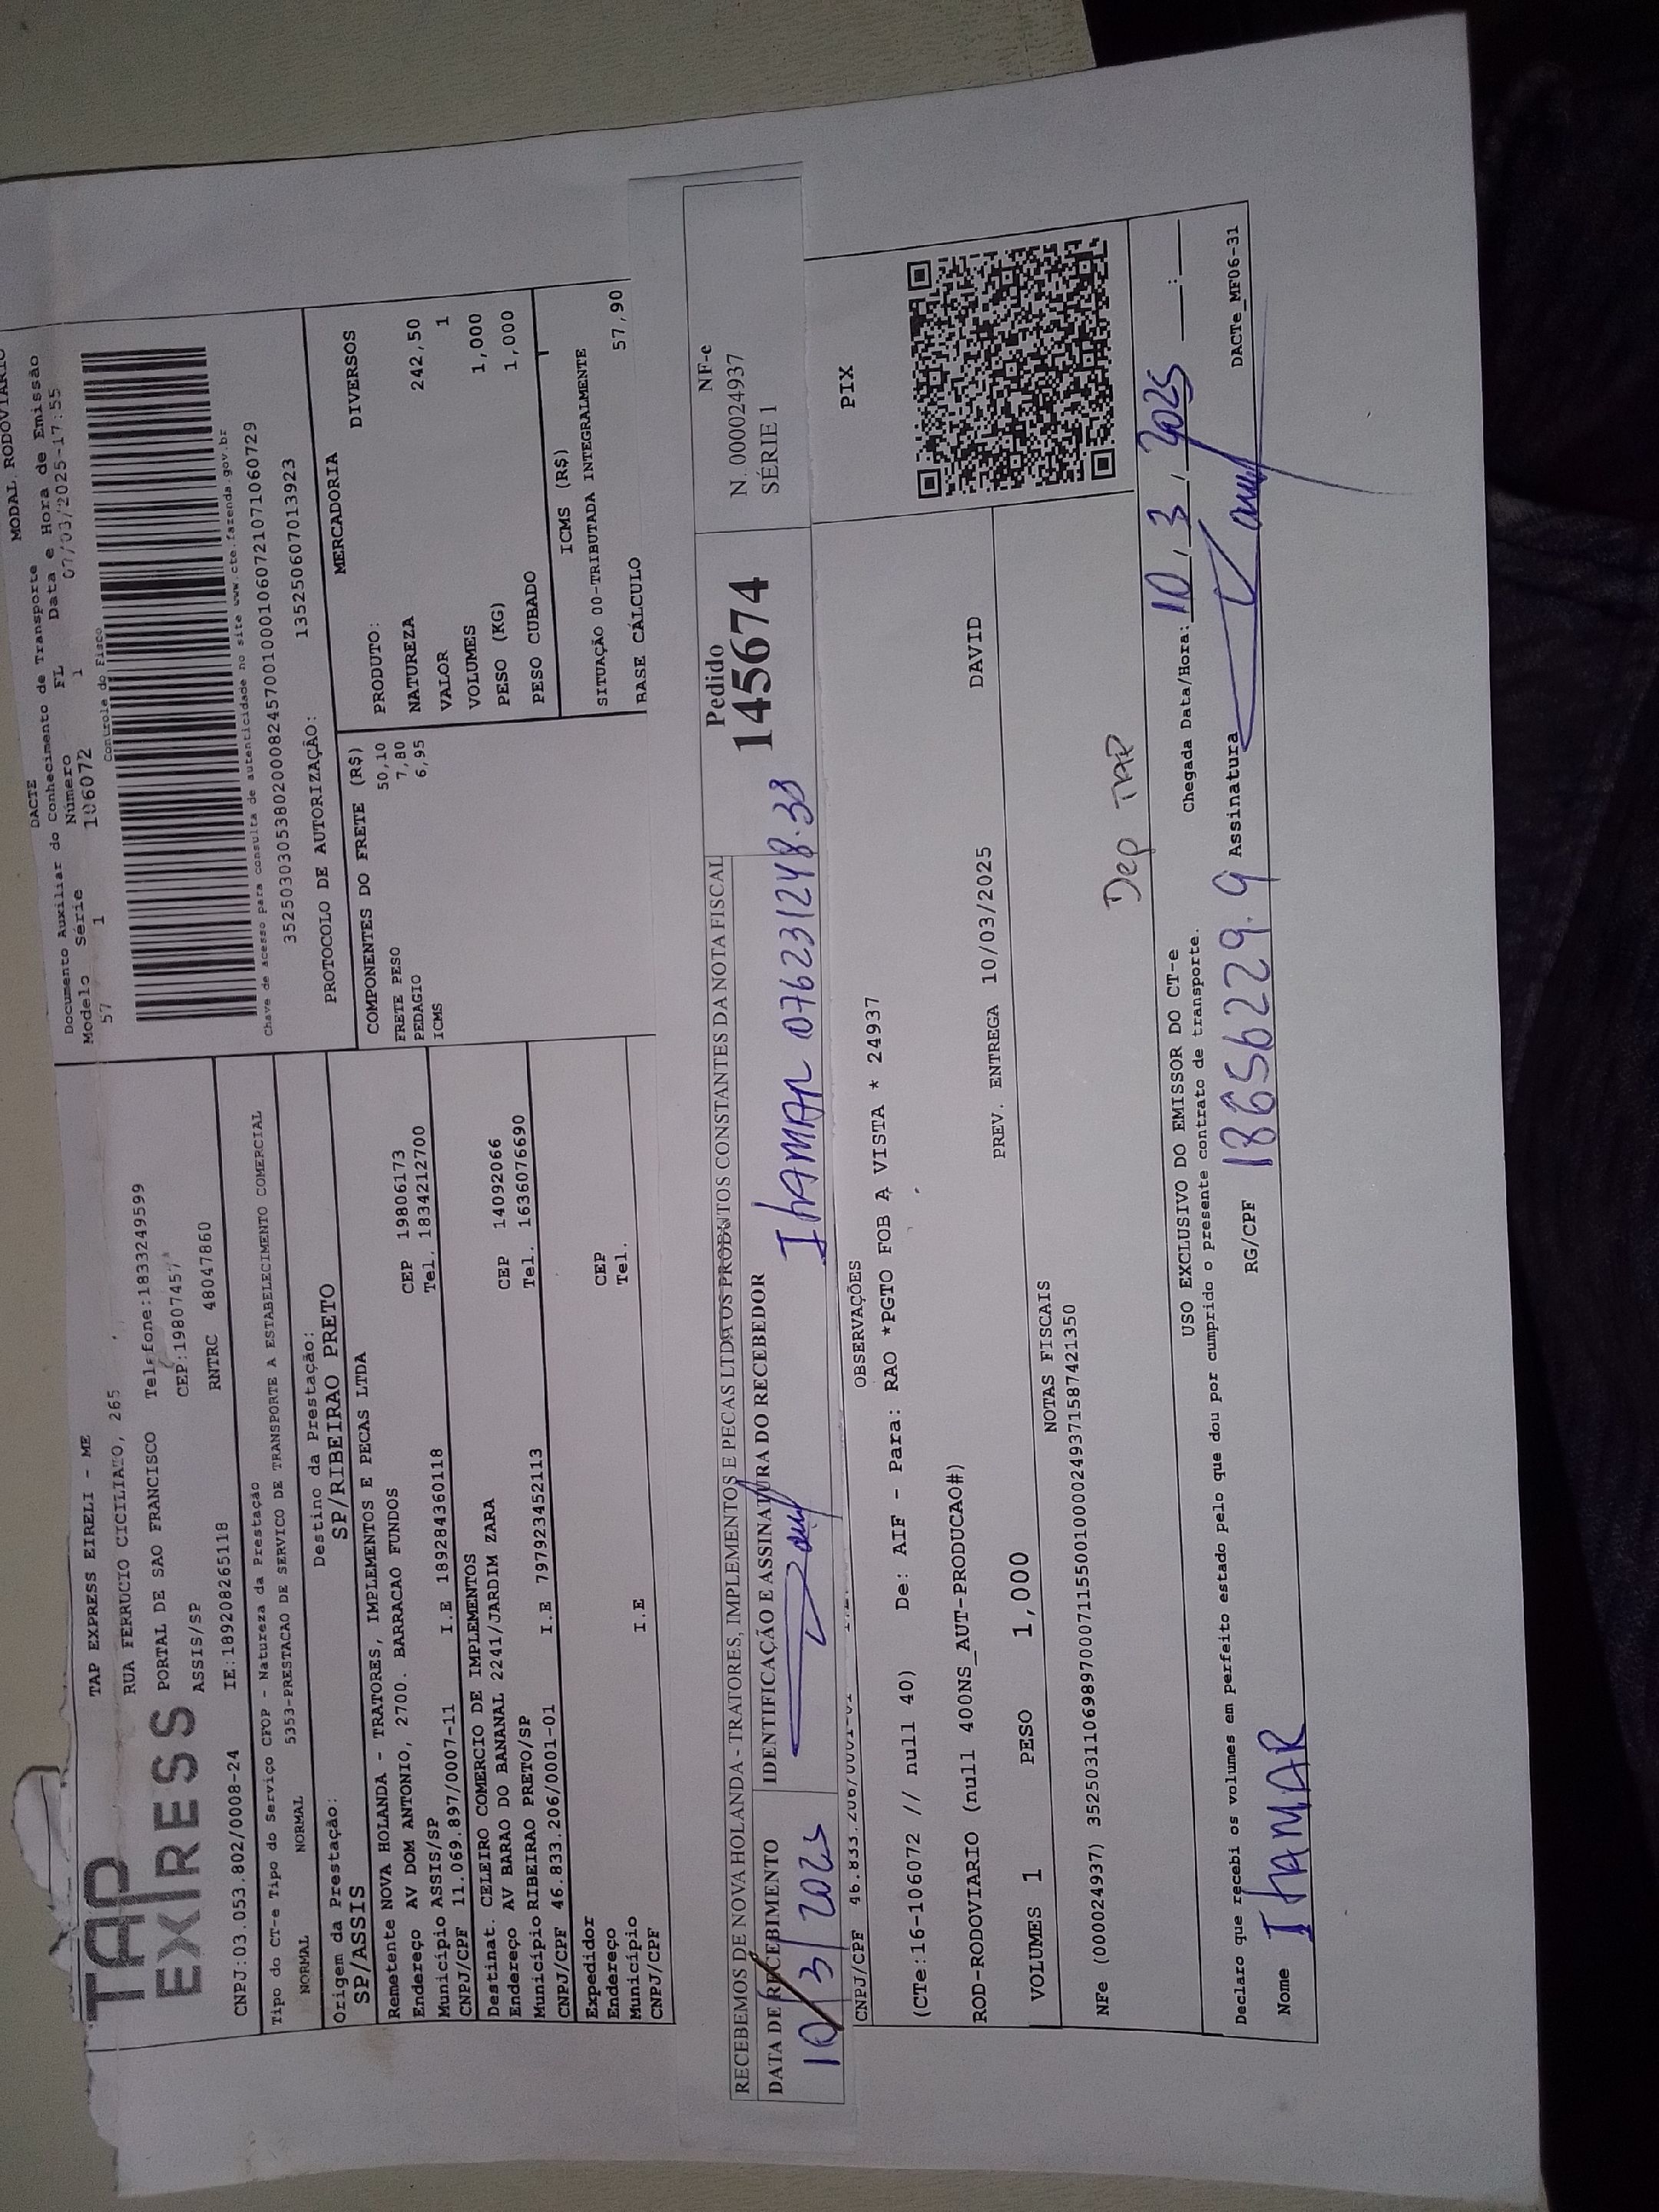 TAP
EXPRESS
TAP EXPRESS EIRELI - ME
RUA FERRUCIO CICILIATO, 265
PORTAL DE SAO FRANCISCO Telefone:1833249599
ASSIS/SP CEP:19807457
CNPJ:03.053.802/0008-24 IE:189208265118 RNTRC 48047860
MODAL RODOVIÁRIO
DACTE
Documento Auxiliar do Conhecimento de Transporte
Modelo Série Número FL Data e Hora de Emissão
57 1 106072 1 07/03/2025-17:55
Controle do Fisco
Chave de acesso para consulta de autenticidade no site www.cte.fazenda.gov.br
35250303053802000824570010001060721071060729
PROTOCOLO DE AUTORIZAÇÃO: 135250607013923
Tipo do CT-e Tipo do Serviço CFOP - Natureza da Prestação
NORMAL NORMAL 5353-PRESTACAO DE SERVICO DE TRANSPORTE A ESTABELECIMENTO COMERCIAL
Origem da Prestação: Destino da Prestação:
SP/ASSIS SP/RIBEIRAO PRETO
Remetente NOVA HOLANDA - TRATORES, IMPLEMENTOS E PECAS LTDA
Endereço AV DOM ANTONIO, 2700. BARRACAO FUNDOS
Município ASSIS/SP CEP 19806173
CNPJ/CPF 11.069.897/0007-11 I.E 189284360118 Tel. 1834212700
Destinat. CELEIRO COMERCIO DE IMPLEMENTOS
Endereço AV BARAO DO BANANAL 2241/JARDIM ZARA
Município RIBEIRAO PRETO/SP CEP 14092066
CNPJ/CPF 46.833.206/0001-01 I.E 797923452113 Tel. 1636076690
Expedidor
Endereço
Município CEP
CNPJ/CPF I.E Tel.
COMPONENTES DO FRETE (R$)
FRETE PESO 50,10
PEDAGIO 7,80
ICMS 6,95
MERCADORIA
PRODUTO: DIVERSOS
NATUREZA
VALOR 242,50
VOLUMES 1
PESO (KG) 1,000
PESO CUBADO 1,000
ICMS (R$)
SITUAÇÃO 00-TRIBUTADA INTEGRALMENTE
BASE CÁLCULO 57,90
RECEBEMOS DE NOVA HOLANDA - TRATORES, IMPLEMENTOS E PECAS LTDA OS PRODUTOS CONSTANTES DA NOTA FISCAL
DATA DE RECEBIMENTO IDENTIFICAÇÃO E ASSINATURA DO RECEBEDOR
10/3/2025 IhAMAR 076231248.38
Pedido
145674
NF-e
N. 000024937
SÉRIE 1
CNPJ/CPF 46.833.206/0001-01
OBSERVAÇÕES
PIX
(CTe:16-106072 // null 40) De: AIF - Para: RAO *PGTO FOB A VISTA * 24937
ROD-RODOVIARIO (null 400NS_AUT-PRODUCAO#)
VOLUMES 1 PESO 1,000 PREV. ENTREGA 10/03/2025 DAVID
NOTAS FISCAIS
NFe (000024937) 35250311069897000711550010000249371587421350
Dep TAP
USO EXCLUSIVO DO EMISSOR DO CT-e
Declaro que recebi os volumes em perfeito estado pelo que dou por cumprido o presente contrato de transporte.
Chegada Data/Hora: 10, 3, 2025 __:__
Nome IhAMAR RG/CPF 1865b229.9 Assinatura
DACTe_MF06-31